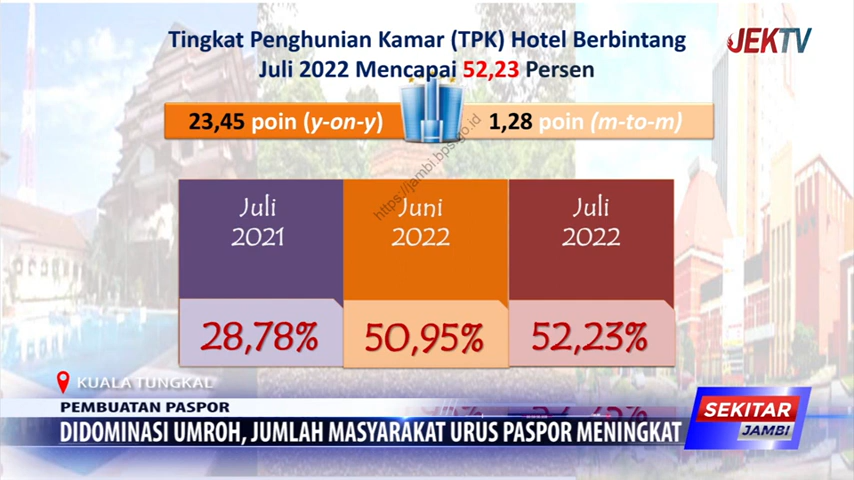 Tingkat Penghunian Kamar (TPK) Hotel Berbintang
Juli 2022 Mencapai 52,23 Persen
JEKTV
23,45 poin (y-on-y)
1,28 poin (m-to-m)
https://jambi.bps.go.id
Juli
2021
Juni
2022
Juli
2022
28,78%
50,95%
52,23%
KUALA TUNGKAL
PEMBUATAN PASPOR
DIDOMINASI UMROH, JUMLAH MASYARAKAT URUS PASPOR MENINGKAT
SEKITAR
JAMBI